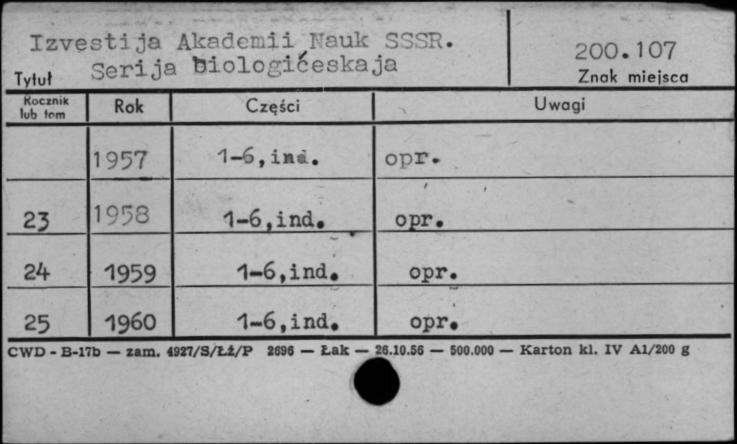 Izvestija Akademii Nauk SSSR.
Serija biologićeskaja
200.107
Tytuł
Znak miejsca
Rocznik lub tom Rok Części Uwagi
1957 1-6,ind. opr.
23 1958 1-6,ind. opr.
24 1959 1-6,ind. opr.
25 1960 1-6,ind. opr.
CWD - B-17b — zam. 4927/S/ŁŻ/P 2696 — Łak — 26.10.56 — 500.000 — Karton kl. IV A1/200 g